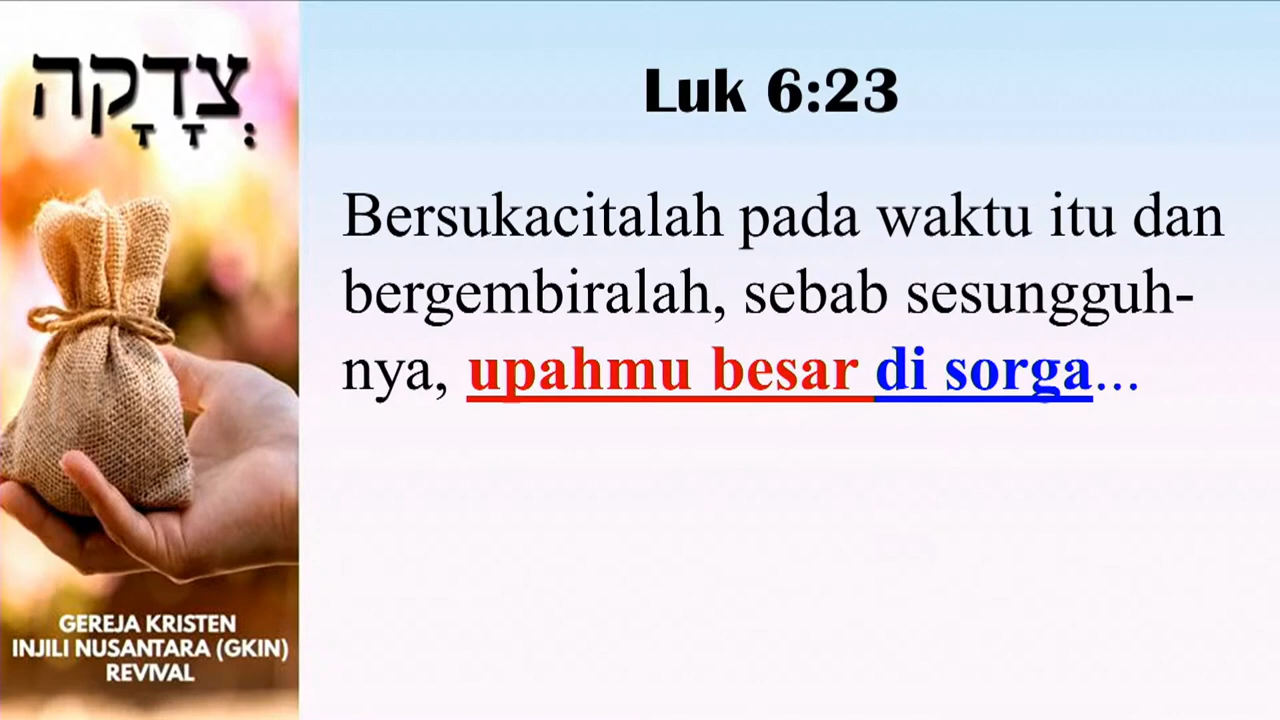 צְדָקָה
Luk 6:23
Bersukacitalah pada waktu itu dan
bergembiralah, sebab sesungguh-
nya, upahmu besar di sorga...
GEREJA KRISTEN
INJILI NUSANTARA (GKIN)
REVIVAL